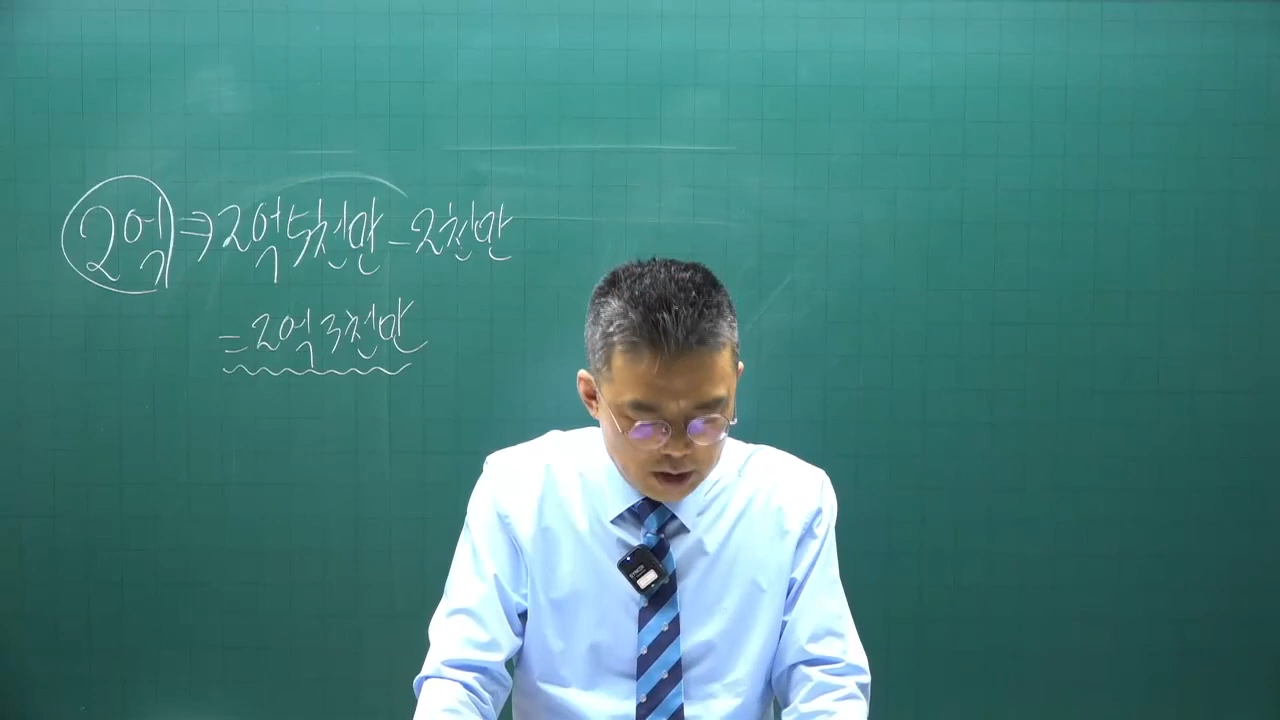 2억 ⇒ 2억 5천만 - 2천만
= 2억 3천만